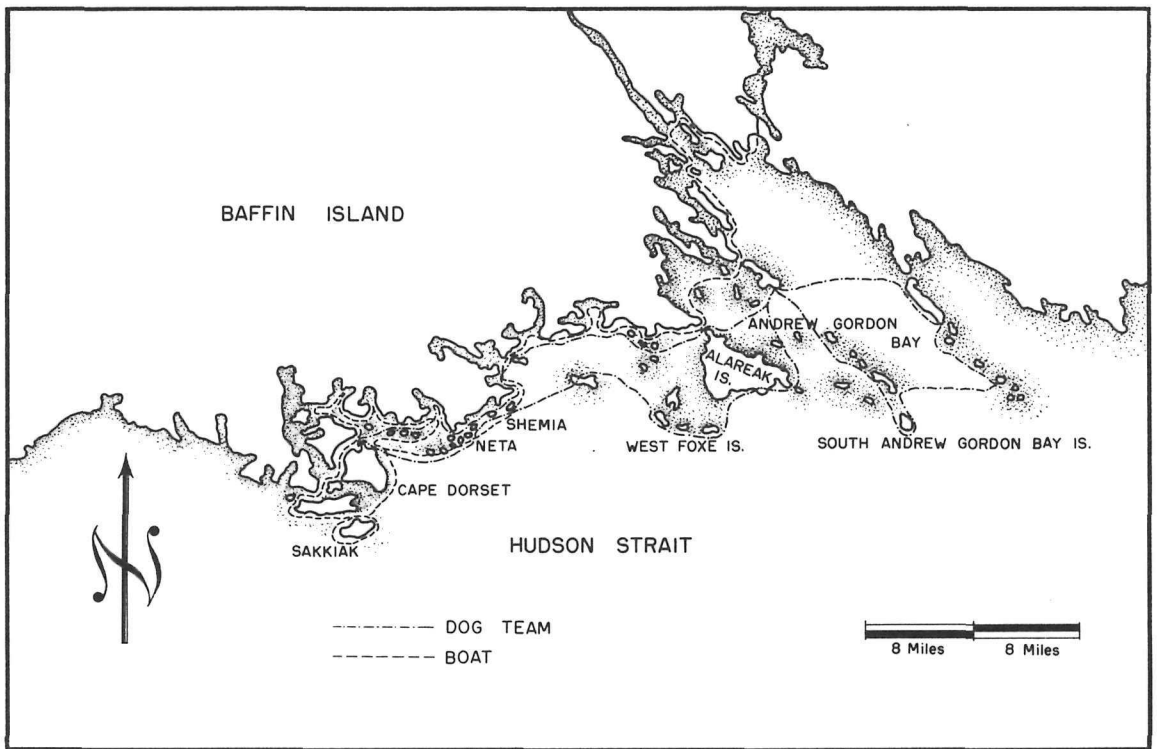 BAFFIN ISLAND
ANDREW GORDON
BAY
ALAREAK
IS.
SHEMIA
NETA
WEST FOXE IS.
SOUTH ANDREW GORDON BAY IS.
CAPE DORSET
SAKKIAK
HUDSON STRAIT
N
DOG TEAM
BOAT
8 Miles 8 Miles